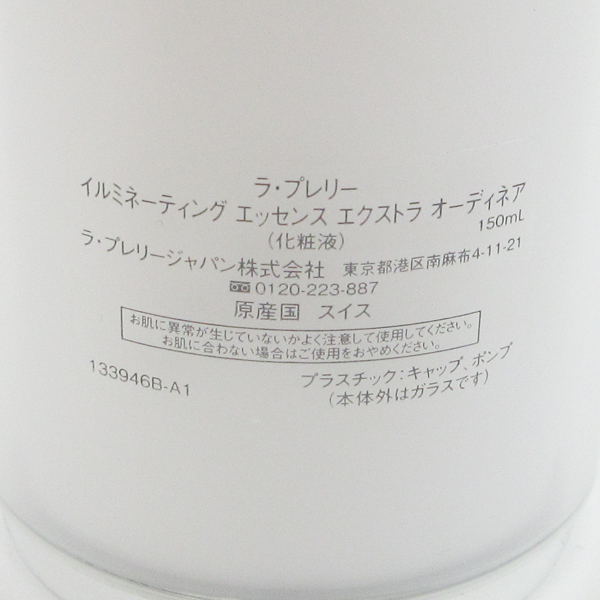 ラ・プレリー
イルミネーティング エッセンス エクストラ オーディネア
150mL
(化粧液)
ラ・プレリージャパン株式会社 東京都港区南麻布4-11-21
0120-223-887
原産国 スイス
お肌に異常が生じていないかよく注意して使用してください。
お肌に合わない場合はご使用をおやめください。
133946B-A1
プラスチック:キャップ、ポンプ
(本体外はガラスです)